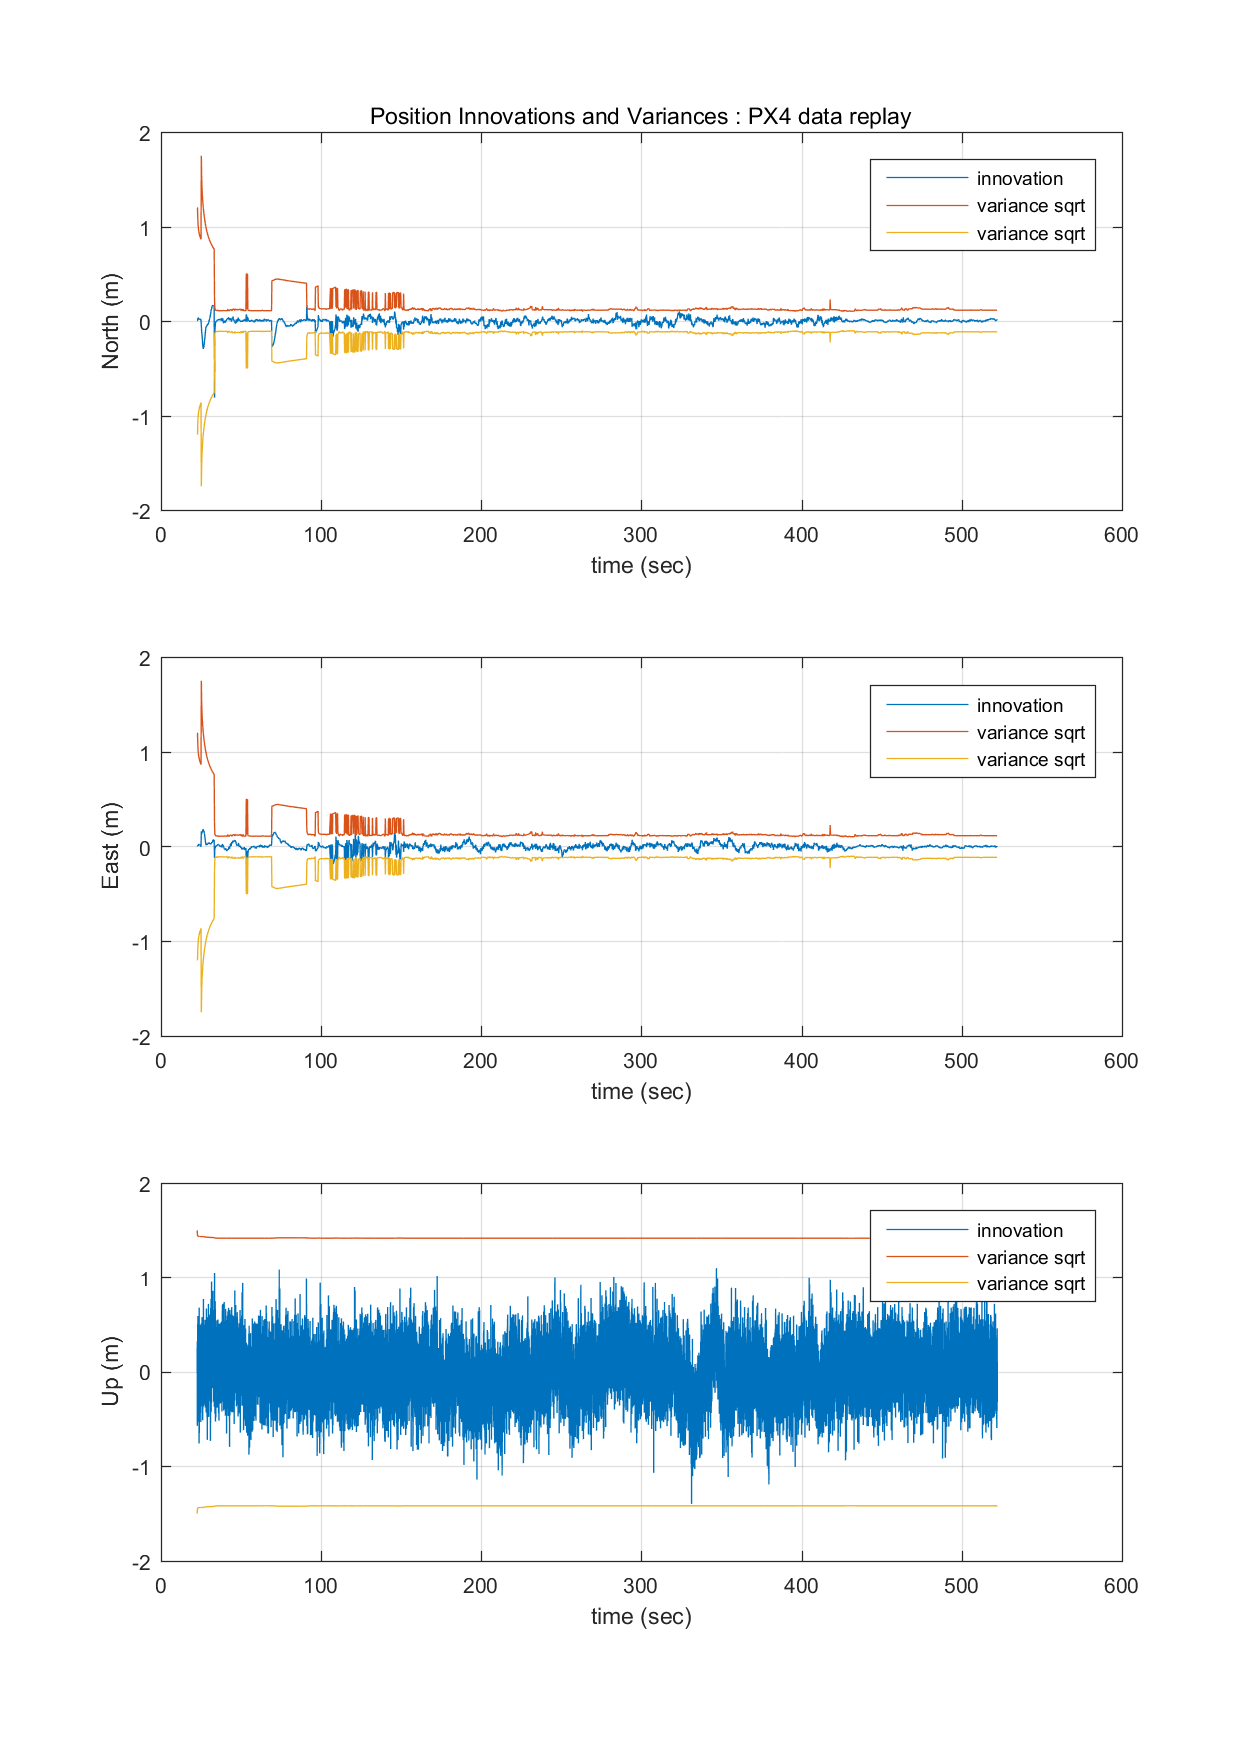 Position Innovations and Variances : PX4 data replay
2
1
0
-1
-2
North (m)
innovation
variance sqrt
variance sqrt
0 100 200 300 400 500 600
time (sec)
2
1
0
-1
-2
East (m)
innovation
variance sqrt
variance sqrt
0 100 200 300 400 500 600
time (sec)
2
1
0
-1
-2
Up (m)
innovation
variance sqrt
variance sqrt
0 100 200 300 400 500 600
time (sec)